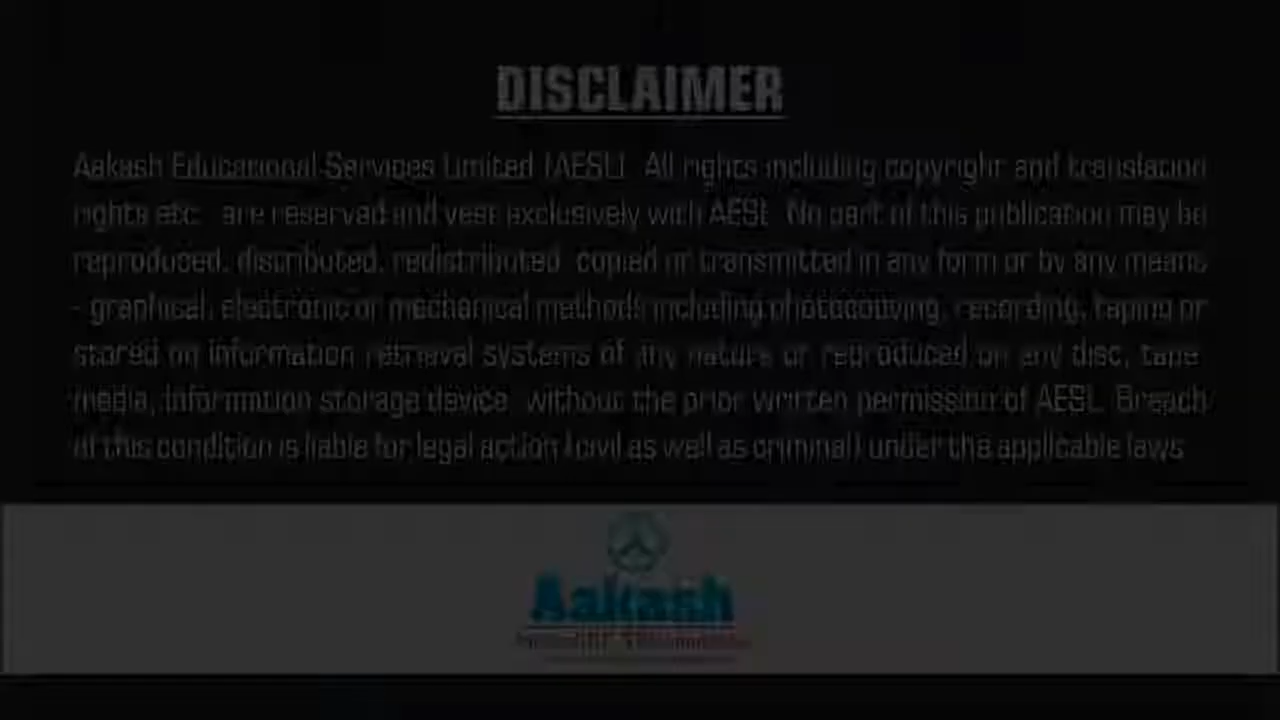 DISCLAIMER
Aakash Educational Services Limited (AESL). All rights including copyright and translation
rights etc. are reserved and vest exclusively with AESL. No part of this publication may be
reproduced, distributed, redistributed, copied or transmitted in any form or by any means
- graphical, electronic or mechanical methods including photocopying, recording, taping or
stored on information retrieval systems of any nature or reproduced on any disc, tape
media, information storage device, without the prior written permission of AESL. Breach
of this condition is liable for legal action (civil as well as criminal) under the applicable laws.
Aakash